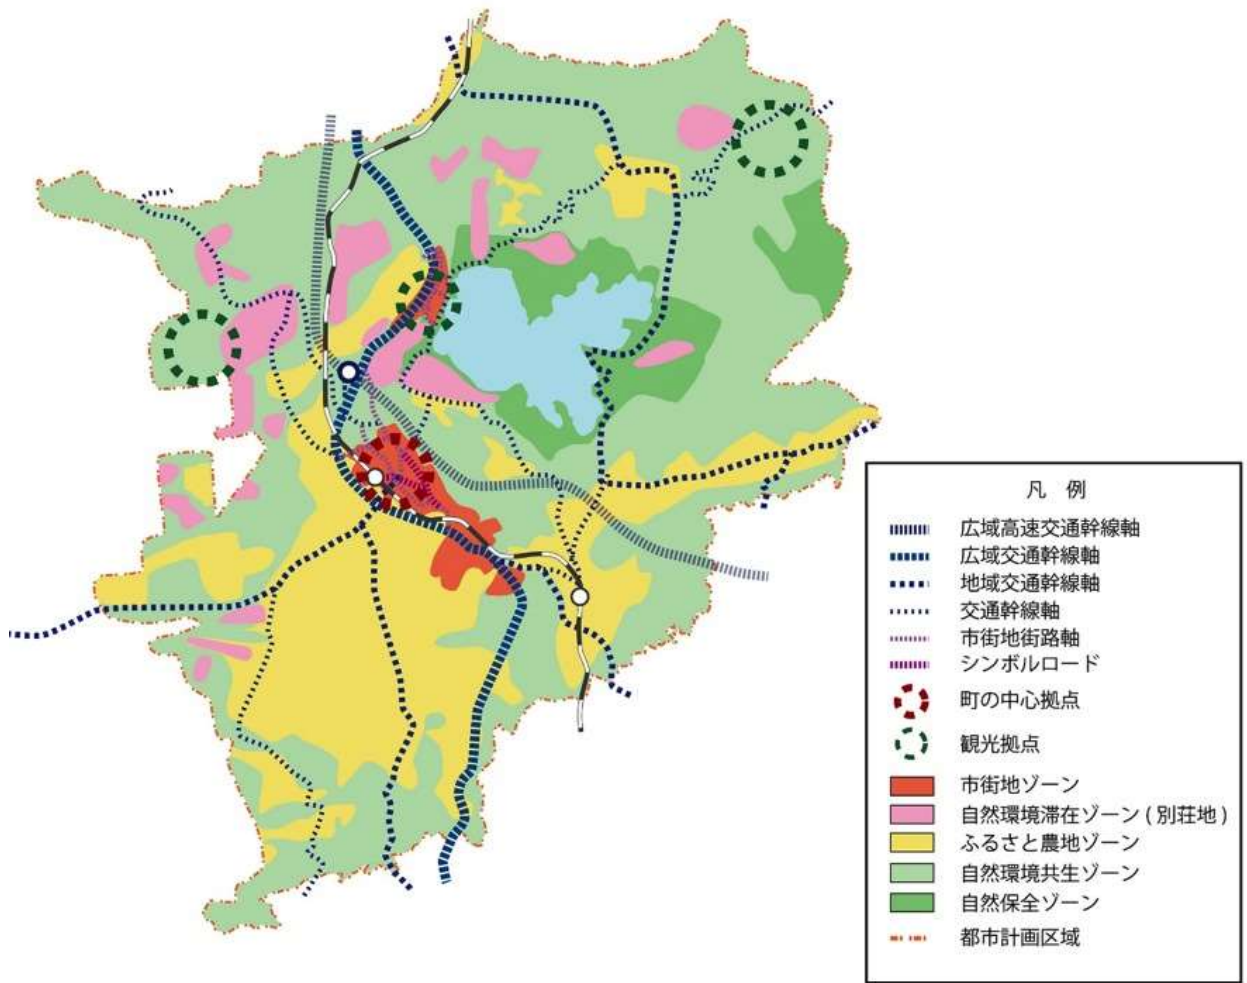 凡 例
広域高速交通幹線軸
広域交通幹線軸
地域交通幹線軸
交通幹線軸
市街地街路軸
シンボルロード
町の中心拠点
観光拠点
市街地ゾーン
自然環境滞在ゾーン ( 別荘地 )
ふるさと農地ゾーン
自然環境共生ゾーン
自然保全ゾーン
都市計画区域